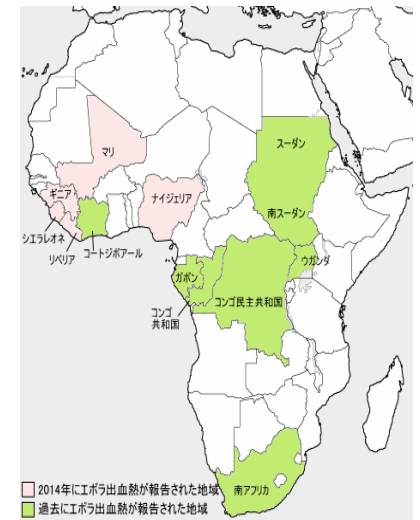 スーダン
マリ
ギニア
ナイジェリア
南スーダン
シエラレオネ
コートジボアール
リベリア
ウガンダ
ガボン
コンゴ民主共和国
コンゴ
共和国
2014年にエボラ出血熱が報告された地域
南アフリカ
過去にエボラ出血熱が報告された地域